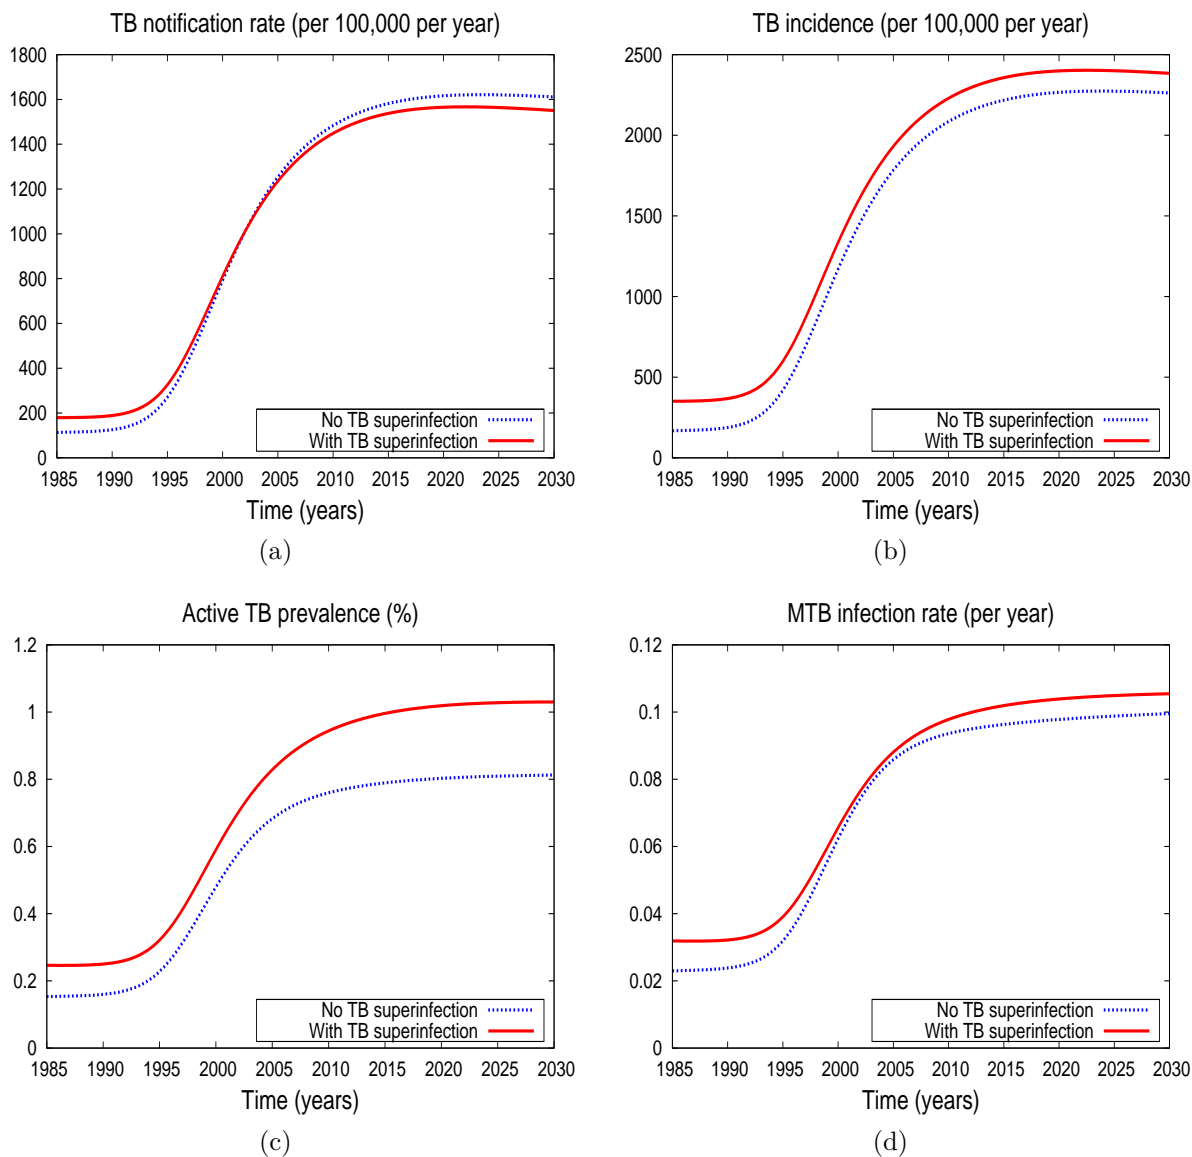 TB notification rate (per 100,000 per year)
1800
1600
1400
1200
1000
800
600
400
200
0
No TB superinfection
With TB superinfection
1985 1990 1995 2000 2005 2010 2015 2020 2025 2030
Time (years)
(a)
TB incidence (per 100,000 per year)
2500
2000
1500
1000
500
0
No TB superinfection
With TB superinfection
1985 1990 1995 2000 2005 2010 2015 2020 2025 2030
Time (years)
(b)
Active TB prevalence (%)
1.2
1
0.8
0.6
0.4
0.2
0
No TB superinfection
With TB superinfection
1985 1990 1995 2000 2005 2010 2015 2020 2025 2030
Time (years)
(c)
MTB infection rate (per year)
0.12
0.1
0.08
0.06
0.04
0.02
0
No TB superinfection
With TB superinfection
1985 1990 1995 2000 2005 2010 2015 2020 2025 2030
Time (years)
(d)